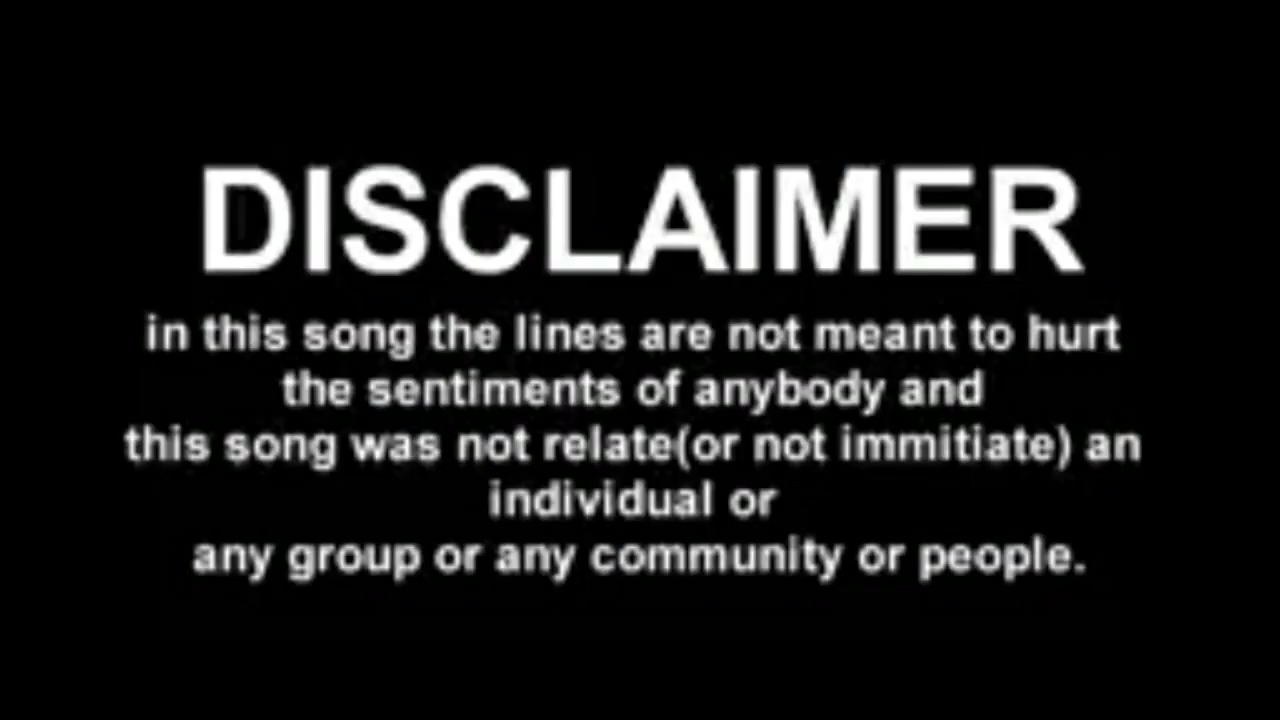 DISCLAIMER
in this song the lines are not meant to hurt
the sentiments of anybody and
this song was not relate(or not immitiate) an
individual or
any group or any community or people.